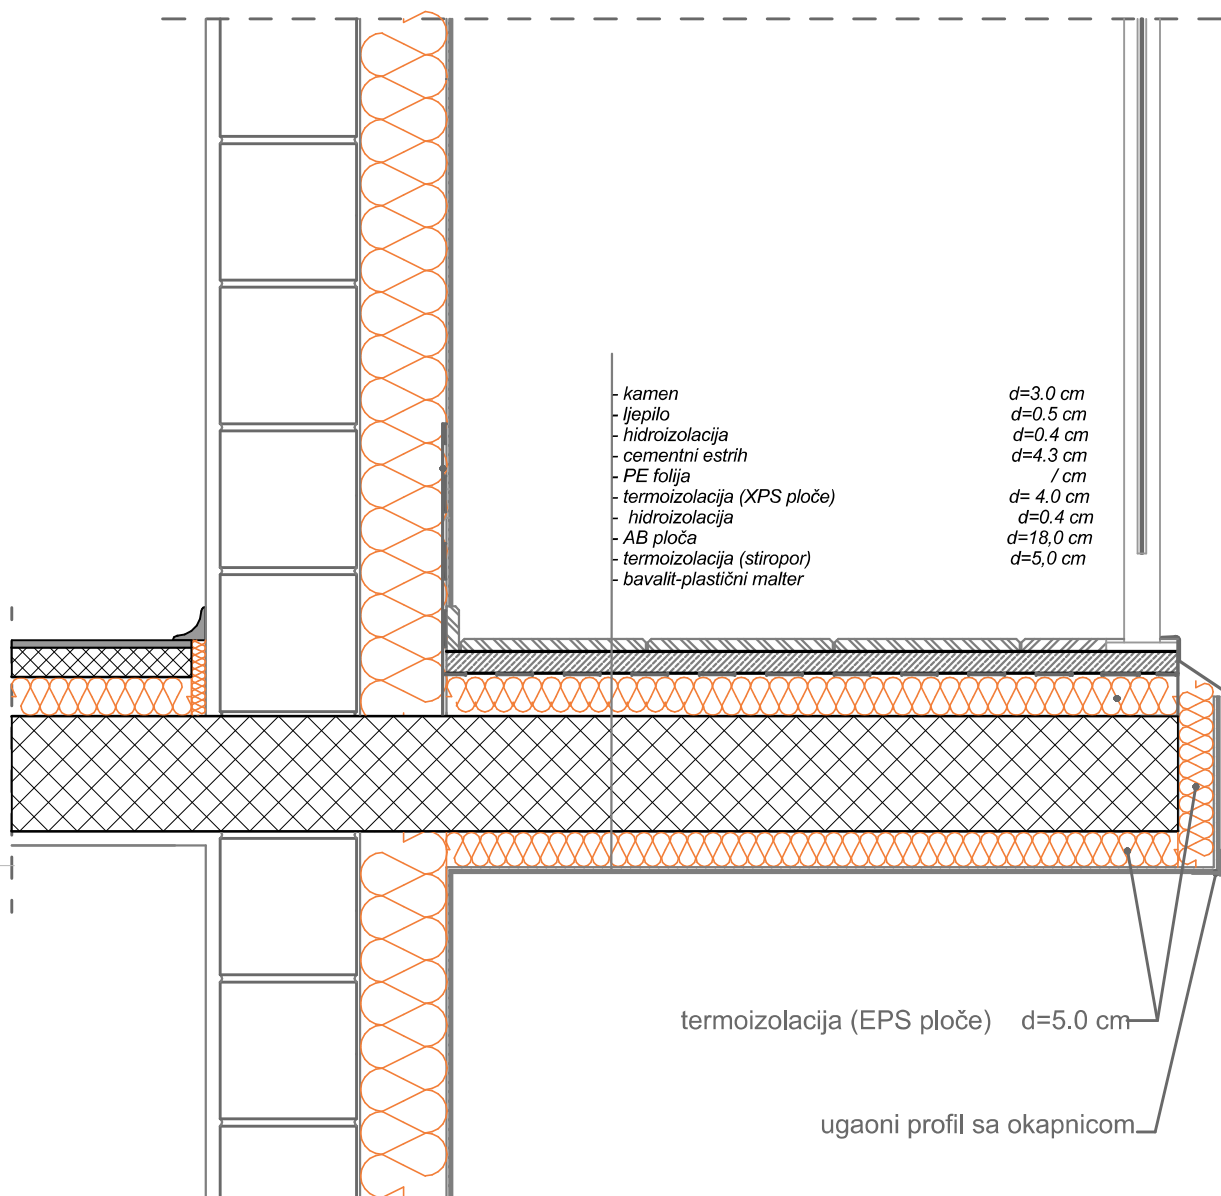 - kamen d=3.0 cm
- ljepilo d=0.5 cm
- hidroizolacija d=0.4 cm
- cementni estrih d=4.3 cm
- PE folija / cm
- termoizolacija (XPS ploče) d= 4.0 cm
- hidroizolacija d=0.4 cm
- AB ploča d=18,0 cm
- termoizolacija (stiropor) d=5,0 cm
- bavalit-plastični malter
termoizolacija (EPS ploče) d=5.0 cm
ugaoni profil sa okapnicom